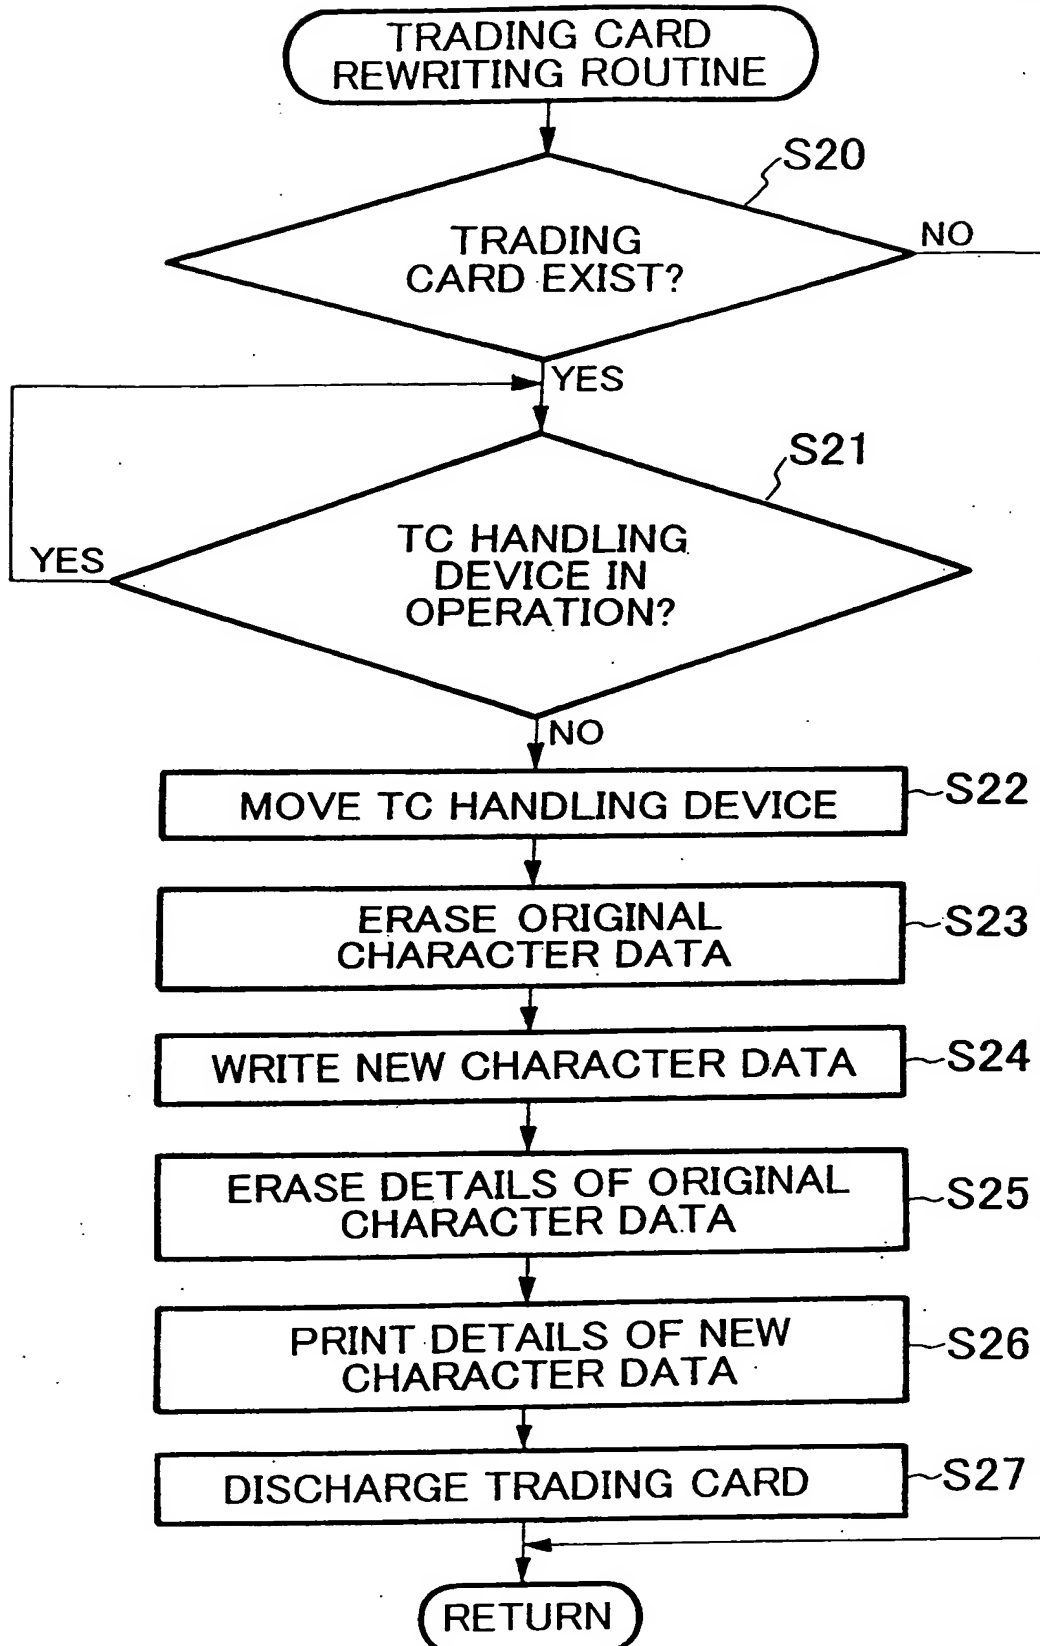 TRADING CARD
REWRITING ROUTINE
S20
TRADING
CARD EXIST?
NO
YES
S21
TC HANDLING
DEVICE IN
OPERATION?
YES
NO
MOVE TC HANDLING DEVICE
S22
ERASE ORIGINAL
CHARACTER DATA
S23
WRITE NEW CHARACTER DATA
S24
ERASE DETAILS OF ORIGINAL
CHARACTER DATA
S25
PRINT DETAILS OF NEW
CHARACTER DATA
S26
DISCHARGE TRADING CARD
S27
RETURN